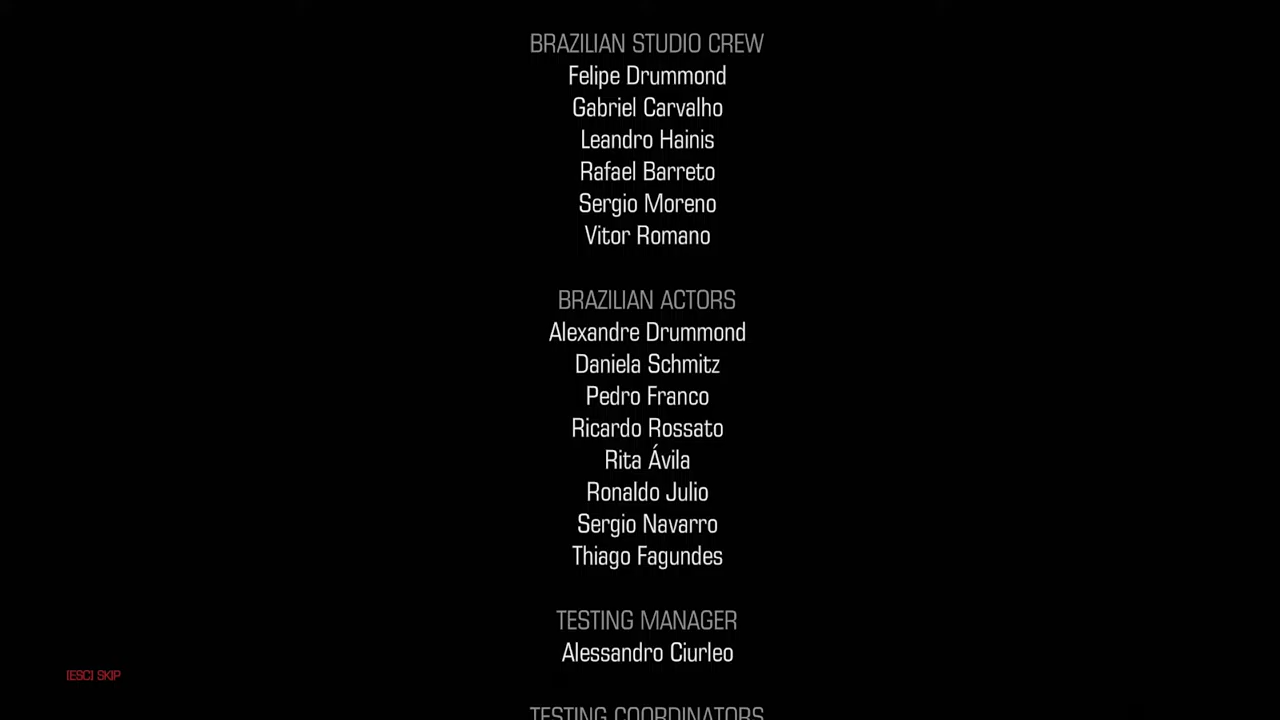 BRAZILIAN STUDIO CREW
Felipe Drummond
Gabriel Carvalho
Leandro Hainis
Rafael Barreto
Sergio Moreno
Vitor Romano
BRAZILIAN ACTORS
Alexandre Drummond
Daniela Schmitz
Pedro Franco
Ricardo Rossato
Rita Ávila
Ronaldo Julio
Sergio Navarro
Thiago Fagundes
TESTING MANAGER
Alessandro Ciurleo
[ESC] SKIP
TESTING COORDINATORS